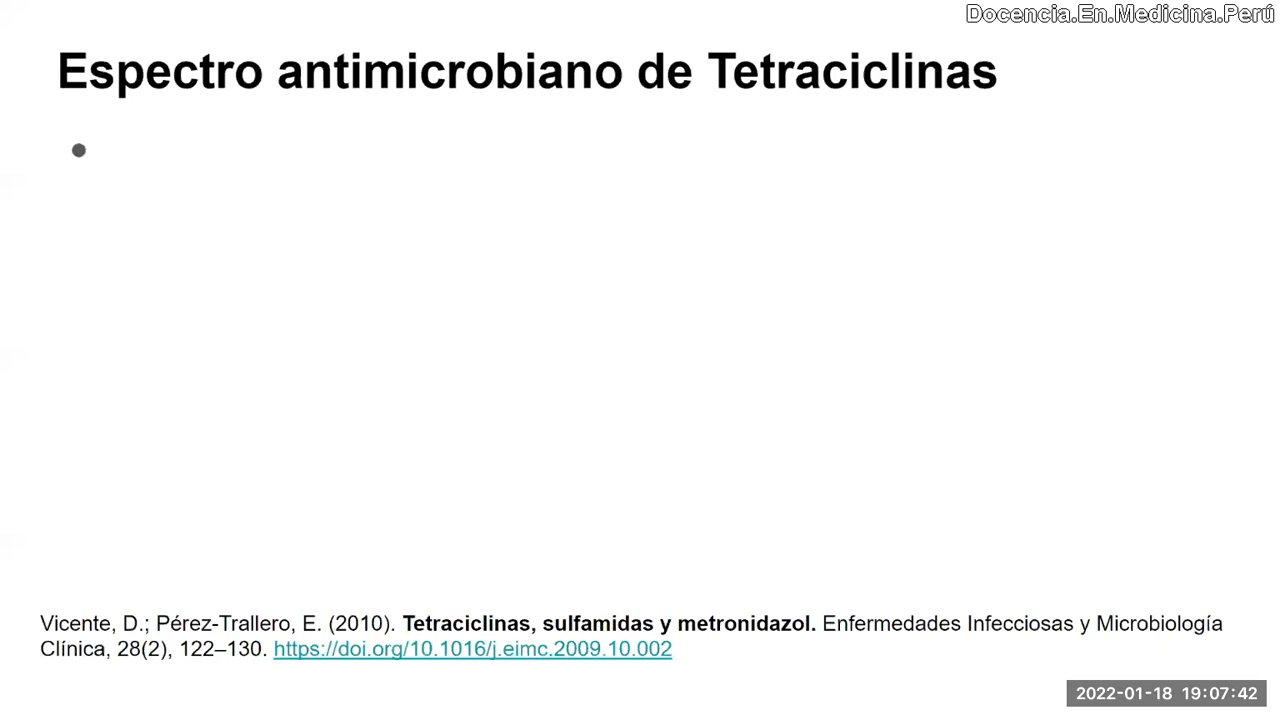 Docencia.En.Medicina.Perú
Espectro antimicrobiano de Tetraciclinas
Vicente, D.; Pérez-Trallero, E. (2010). Tetraciclinas, sulfamidas y metronidazol. Enfermedades Infecciosas y Microbiología
Clínica, 28(2), 122–130. https://doi.org/10.1016/j.eimc.2009.10.002
2022-01-18 19:07:42